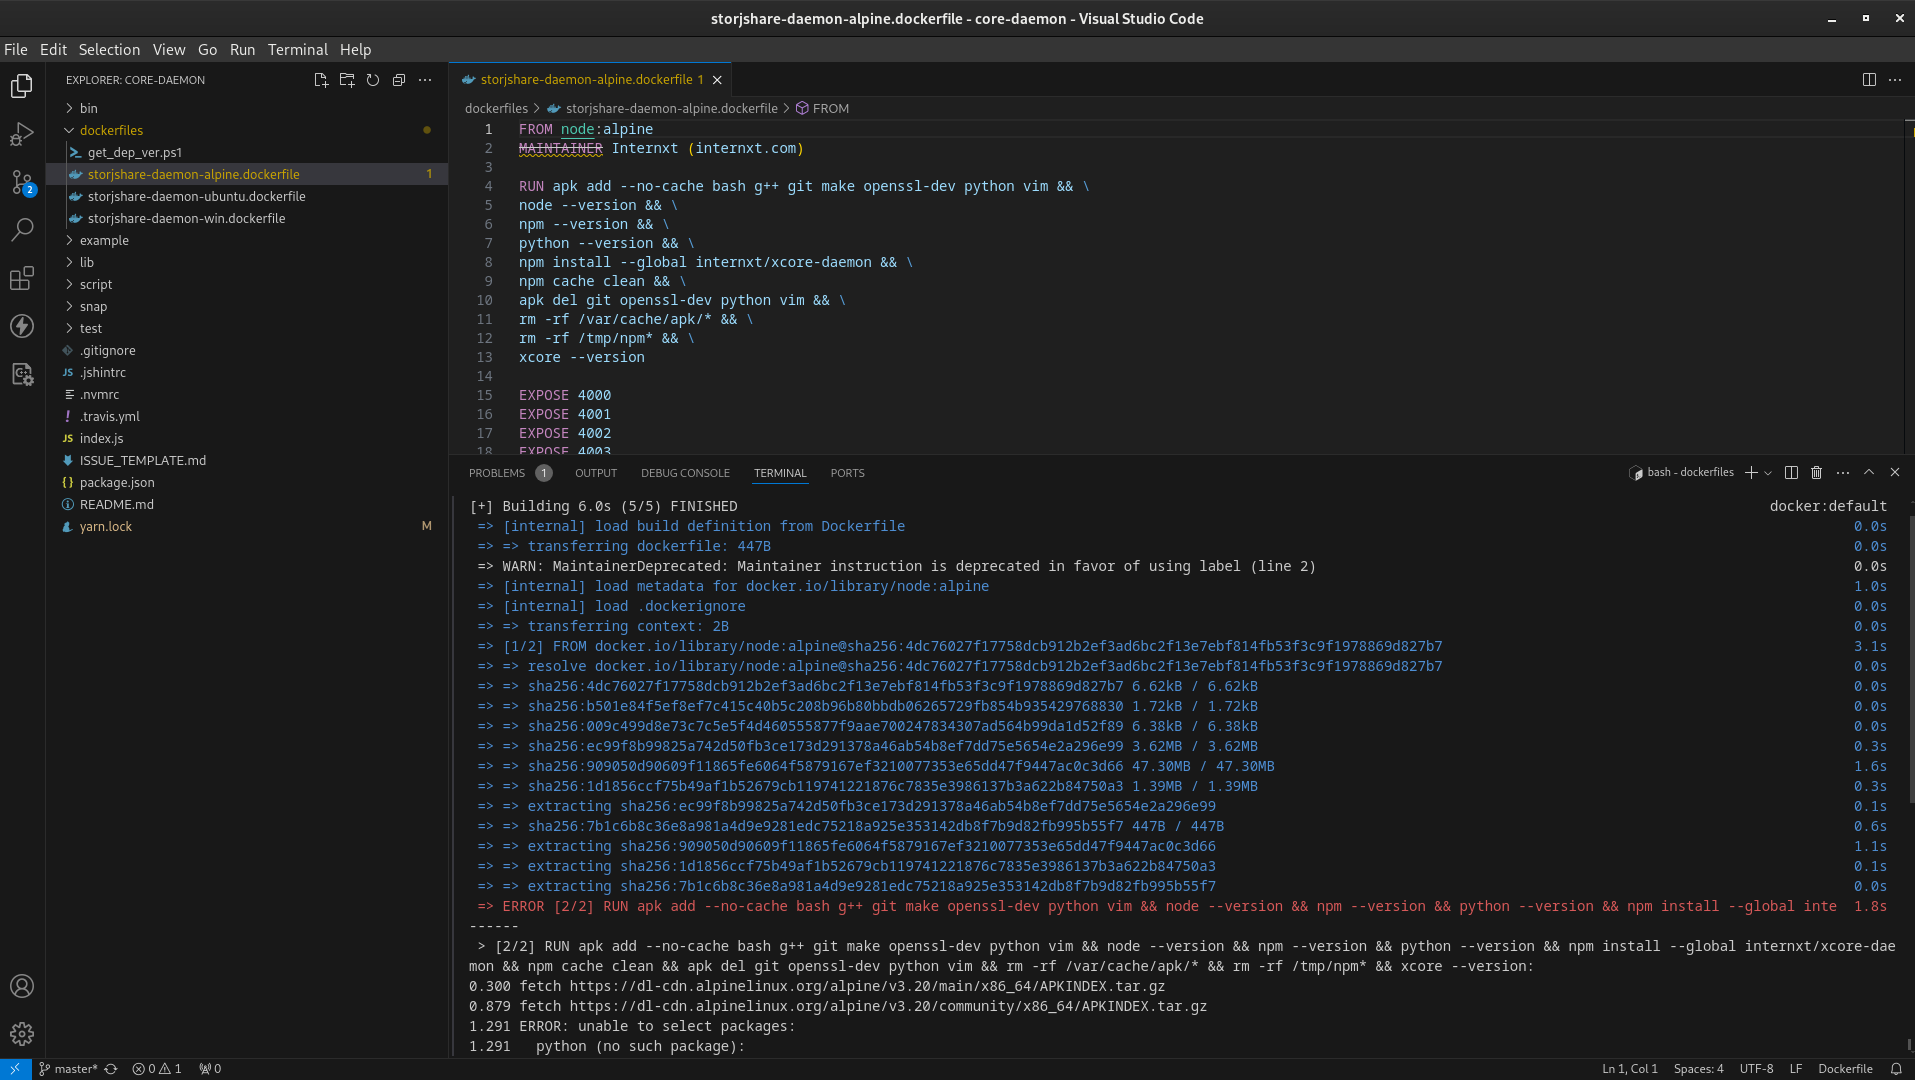 storjshare-daemon-alpine.dockerfile - core-daemon - Visual Studio Code
File Edit Selection View Go Run Terminal Help
EXPLORER: CORE-DAEMON
bin
dockerfiles
get_dep_ver.ps1
storjshare-daemon-alpine.dockerfile 1
storjshare-daemon-ubuntu.dockerfile
storjshare-daemon-win.dockerfile
example
lib
script
snap
test
.gitignore
JS .jshintrc
.nvmrc
! .travis.yml
JS index.js
ISSUE_TEMPLATE.md
{} package.json
README.md
yarn.lock M
2
storjshare-daemon-alpine.dockerfile 1
dockerfiles > storjshare-daemon-alpine.dockerfile > FROM
1 FROM node:alpine
2 MAINTAINER Internxt (internxt.com)
3
4 RUN apk add --no-cache bash g++ git make openssl-dev python vim && \
5 node --version && \
6 npm --version && \
7 python --version && \
8 npm install --global internxt/xcore-daemon && \
9 npm cache clean && \
10 apk del git openssl-dev python vim && \
11 rm -rf /var/cache/apk/* && \
12 rm -rf /tmp/npm* && \
13 xcore --version
14
15 EXPOSE 4000
16 EXPOSE 4001
17 EXPOSE 4002
18 EXPOSE 4003
PROBLEMS 1 OUTPUT DEBUG CONSOLE TERMINAL PORTS
bash - dockerfiles
[+] Building 6.0s (5/5) FINISHED docker:default
=> [internal] load build definition from Dockerfile 0.0s
=> => transferring dockerfile: 447B 0.0s
=> WARN: MaintainerDeprecated: Maintainer instruction is deprecated in favor of using label (line 2) 0.0s
=> [internal] load metadata for docker.io/library/node:alpine 1.0s
=> [internal] load .dockerignore 0.0s
=> => transferring context: 2B 0.0s
=> [1/2] FROM docker.io/library/node:alpine@sha256:4dc76027f17758dcb912b2ef3ad6bc2f13e7ebf814fb53f3c9f1978869d827b7 3.1s
=> => resolve docker.io/library/node:alpine@sha256:4dc76027f17758dcb912b2ef3ad6bc2f13e7ebf814fb53f3c9f1978869d827b7 0.0s
=> => sha256:4dc76027f17758dcb912b2ef3ad6bc2f13e7ebf814fb53f3c9f1978869d827b7 6.62kB / 6.62kB 0.0s
=> => sha256:b501e84f5ef8ef7c415c40b5c208b96b80bbdb06265729fb854b935429768830 1.72kB / 1.72kB 0.0s
=> => sha256:009c499d8e73c7c5e5f4d460555877f9aae700247834307ad564b99da1d52f89 6.38kB / 6.38kB 0.0s
=> => sha256:ec99f8b99825a742d50fb3ce173d291378a46ab54b8ef7dd75e5654e2a296e99 3.62MB / 3.62MB 0.3s
=> => sha256:909050d90609f11865fe6064f5879167ef3210077353e65dd47f9447ac0c3d66 47.30MB / 47.30MB 1.6s
=> => sha256:1d1856ccf75b49af1b52679cb119741221876c7835e3986137b3a622b84750a3 1.39MB / 1.39MB 0.3s
=> => extracting sha256:ec99f8b99825a742d50fb3ce173d291378a46ab54b8ef7dd75e5654e2a296e99 0.1s
=> => sha256:7b1c6b8c36e8a981a4d9e9281edc75218a925e353142db8f7b9d82fb995b55f7 447B / 447B 0.6s
=> => extracting sha256:909050d90609f11865fe6064f5879167ef3210077353e65dd47f9447ac0c3d66 1.1s
=> => extracting sha256:1d1856ccf75b49af1b52679cb119741221876c7835e3986137b3a622b84750a3 0.1s
=> => extracting sha256:7b1c6b8c36e8a981a4d9e9281edc75218a925e353142db8f7b9d82fb995b55f7 0.0s
=> ERROR [2/2] RUN apk add --no-cache bash g++ git make openssl-dev python vim && node --version && npm --version && python --version && npm install --global inte 1.8s
------
> [2/2] RUN apk add --no-cache bash g++ git make openssl-dev python vim && node --version && npm --version && python --version && npm install --global internxt/xcore-dae
mon && npm cache clean && apk del git openssl-dev python vim && rm -rf /var/cache/apk/* && rm -rf /tmp/npm* && xcore --version:
0.300 fetch https://dl-cdn.alpinelinux.org/alpine/v3.20/main/x86_64/APKINDEX.tar.gz
0.879 fetch https://dl-cdn.alpinelinux.org/alpine/v3.20/community/x86_64/APKINDEX.tar.gz
1.291 ERROR: unable to select packages:
1.291 python (no such package):
master* 0 1 0 Ln 1, Col 1 Spaces: 4 UTF-8 LF Dockerfile